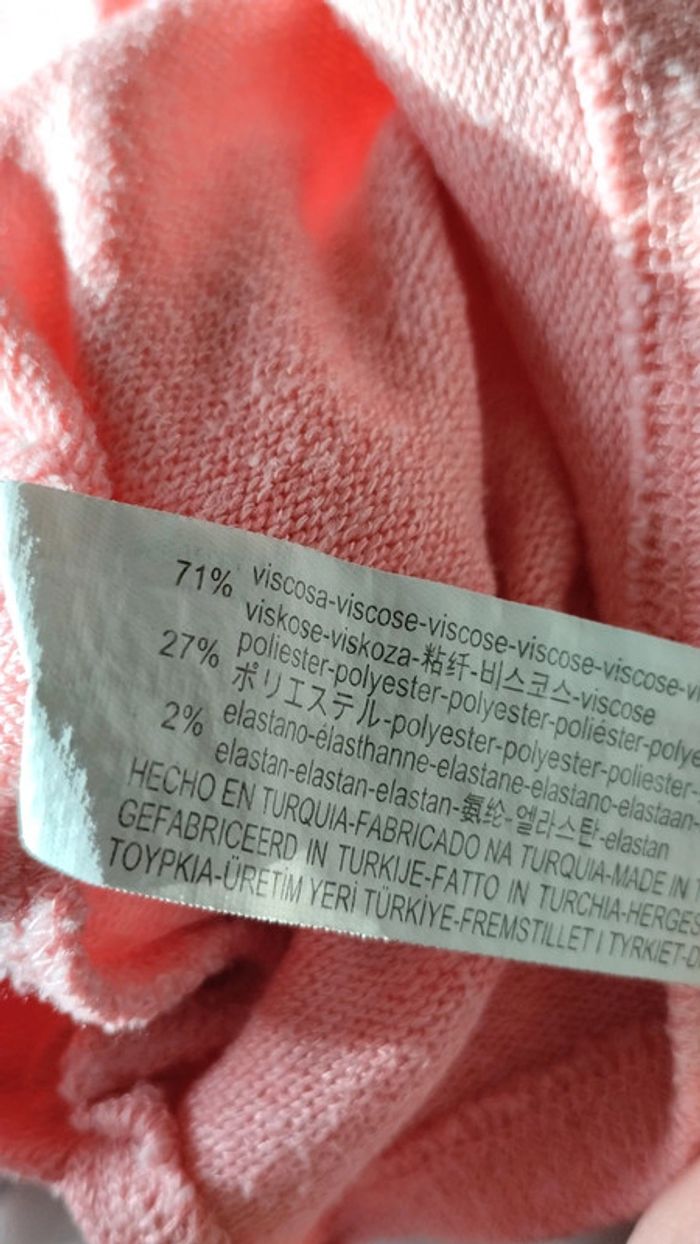 71% viscosa-viscose-viscose-viscose-viscose-vi
viskose-viskoza-粘纤-비스코스-viscose
27% poliester-polyester-polyester-poliéster-polye
ポリエステル-polyester-polyester-poliester-
2% elastano-élasthanne-elastane-elastano-elastaan-
elastan-elastan-elastan-氨纶-엘라스탄-elastan
HECHO EN TURQUIA-FABRICADO NA TURQUIA-MADE IN T
GEFABRICEERD IN TURKIJE-FATTO IN TURCHIA-HERGES
TOYPKIA-ÜRETİM YERİ TÜRKİYE-FREMSTILLET I TYRKIET-D